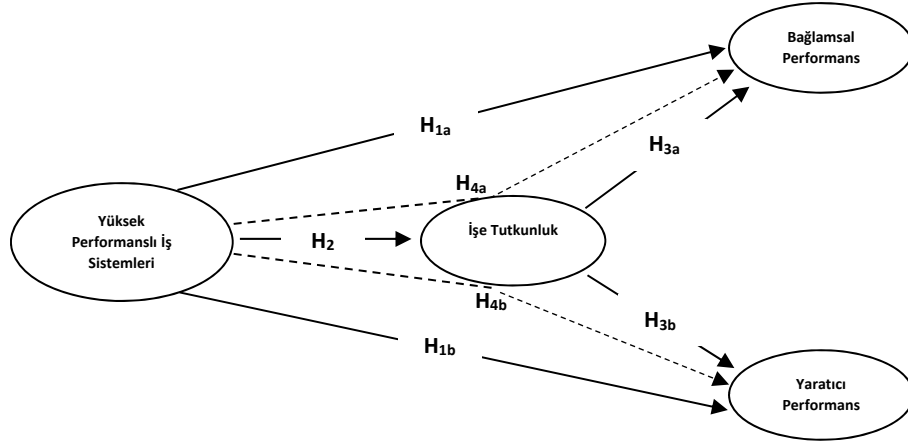 Bağlamsal
Performans
H1a
H3a
H4a
Yüksek
Performanslı İş
Sistemleri
H2
İşe Tutkunluk
H4b
H3b
H1b
Yaratıcı
Performans